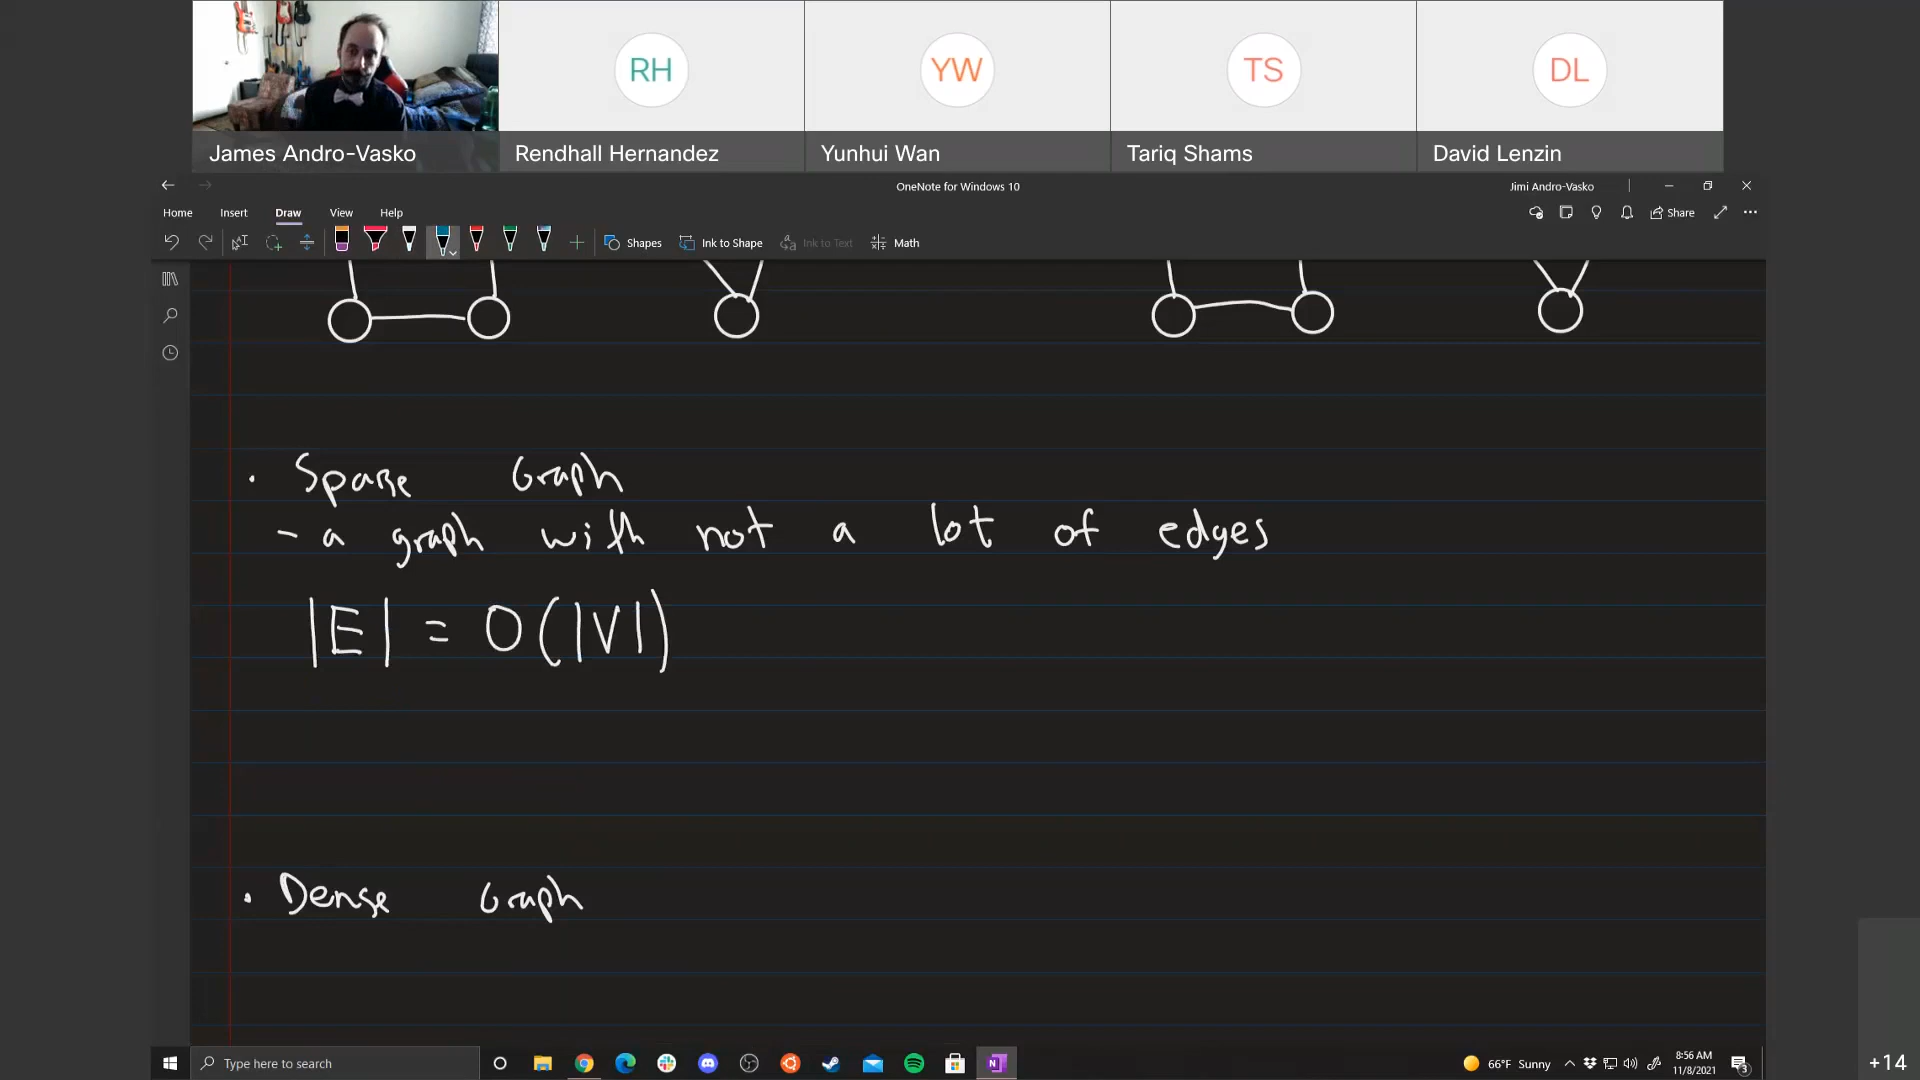 RH
YW
TS
DL
James Andro-Vasko
Rendhall Hernandez
Yunhui Wan
Tariq Shams
David Lenzin
OneNote for Windows 10
Jimi Andro-Vasko
Home Insert Draw View Help
Share
Shapes Ink to Shape Ink to Text Math
• Sparse Graph
- a graph with not a lot of edges
|E| = O(|V|)
• Dense Graph
Type here to search
66°F Sunny
8:56 AM
11/8/2021
3
+14